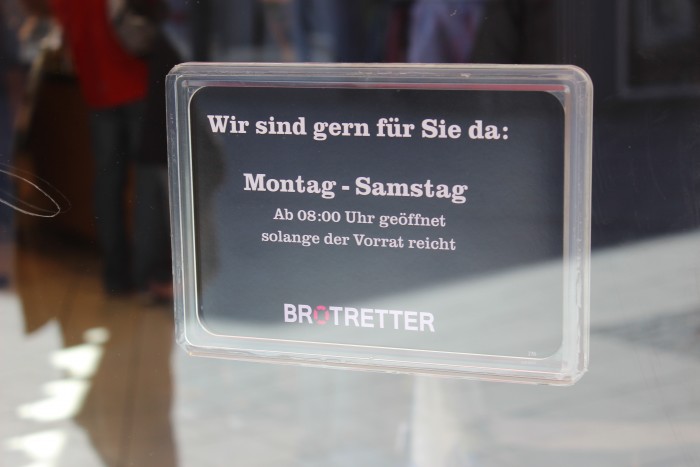 Wir sind gern für Sie da:
Montag - Samstag
Ab 08:00 Uhr geöffnet
solange der Vorrat reicht
BROTRETTER